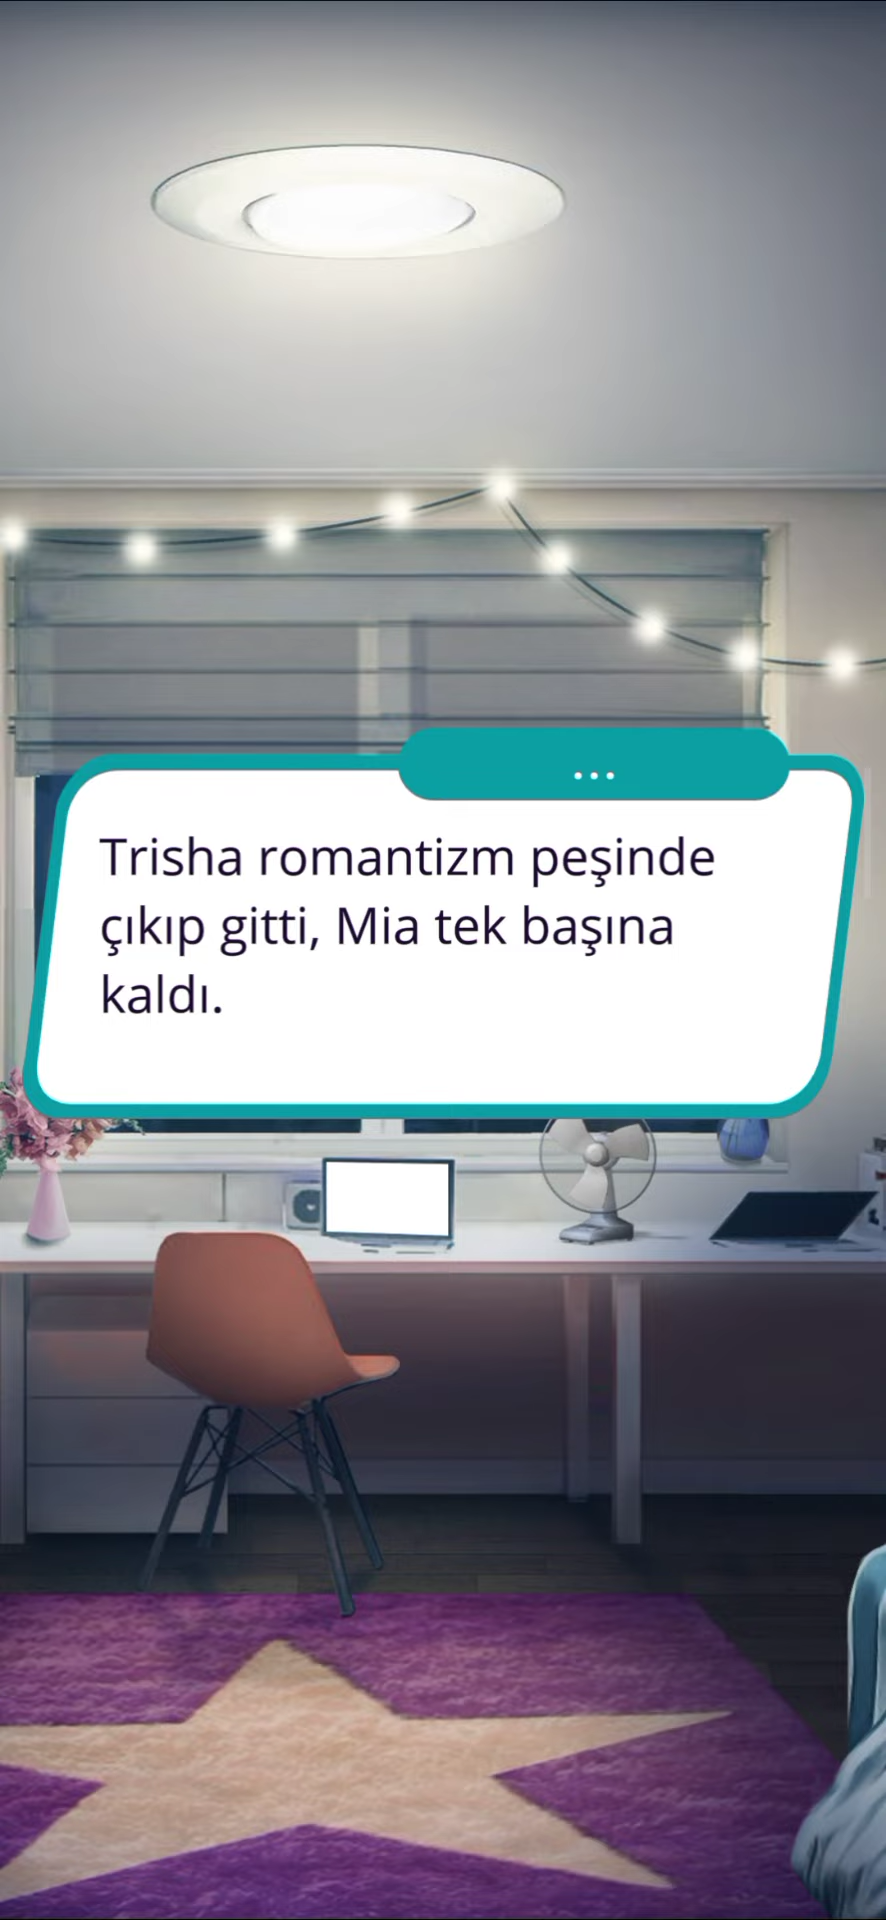 ...
Trisha romantizm peşinde
çıkıp gitti, Mia tek başına
kaldı.